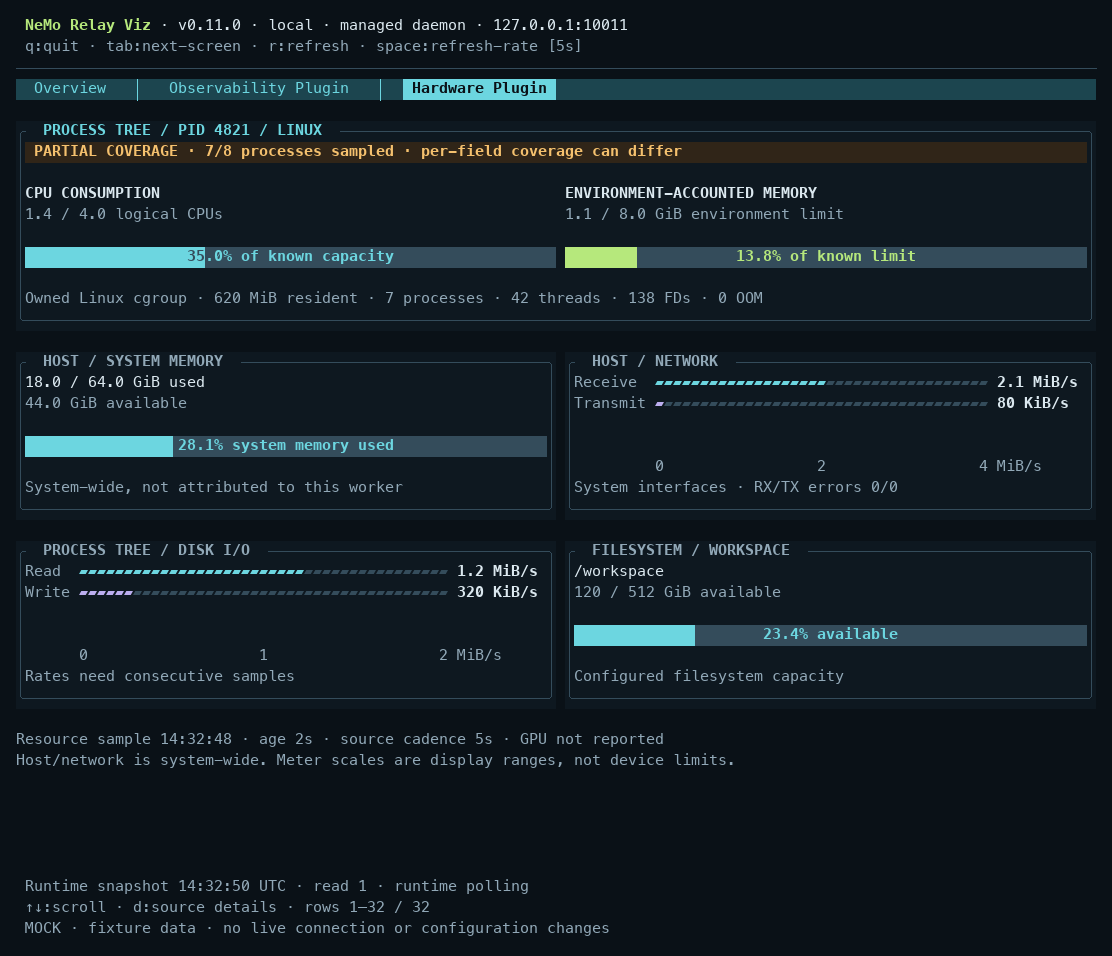 NeMo Relay Viz · v0.11.0 · local · managed daemon · 127.0.0.1:10011
q:quit · tab:next-screen · r:refresh · space:refresh-rate [5s]
Overview │ Observability Plugin │ Hardware Plugin
PROCESS TREE / PID 4821 / LINUX
PARTIAL COVERAGE · 7/8 processes sampled · per-field coverage can differ
CPU CONSUMPTION
1.4 / 4.0 logical CPUs
35.0% of known capacity
ENVIRONMENT-ACCOUNTED MEMORY
1.1 / 8.0 GiB environment limit
13.8% of known limit
Owned Linux cgroup · 620 MiB resident · 7 processes · 42 threads · 138 FDs · 0 OOM
HOST / SYSTEM MEMORY
18.0 / 64.0 GiB used
44.0 GiB available
28.1% system memory used
System-wide, not attributed to this worker
HOST / NETWORK
Receive 2.1 MiB/s
Transmit 80 KiB/s
0 2 4 MiB/s
System interfaces · RX/TX errors 0/0
PROCESS TREE / DISK I/O
Read 1.2 MiB/s
Write 320 KiB/s
0 1 2 MiB/s
Rates need consecutive samples
FILESYSTEM / WORKSPACE
/workspace
120 / 512 GiB available
23.4% available
Configured filesystem capacity
Resource sample 14:32:48 · age 2s · source cadence 5s · GPU not reported
Host/network is system-wide. Meter scales are display ranges, not device limits.
Runtime snapshot 14:32:50 UTC · read 1 · runtime polling
↑↓:scroll · d:source details · rows 1–32 / 32
MOCK · fixture data · no live connection or configuration changes